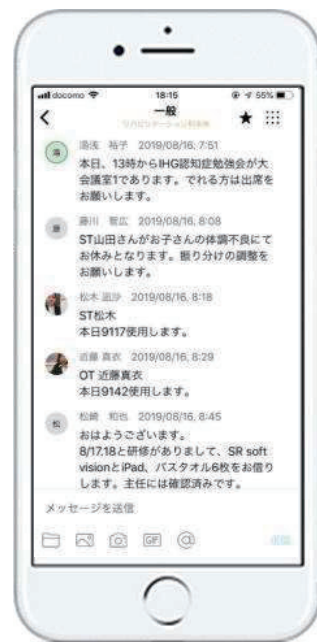 docomo 18:15 55%
一般
湯浅 裕子 2019/08/16, 7:51
本日、13時からIHG認知症勉強会が大
会議室1であります。でれる方は出席を
お願いします。
藤
藤川 智広 2019/08/16, 8:08
ST山田さんがお子さんの体調不良にて
お休みとなります。振り分けの調整を
お願いします。
松木 2019/08/16, 8:18
ST松木
本日9117使用します。
近藤 真衣 2019/08/16, 8:29
OT 近藤真衣
本日9142使用します。
松
松崎 和也 2019/08/16, 8:45
おはようございます。
8/17.18と研修がありまして、SR soft
visionとiPad、バスタオル6枚をお借り
します。主任には確認済みです。
メッセージを送信
GIF
送信